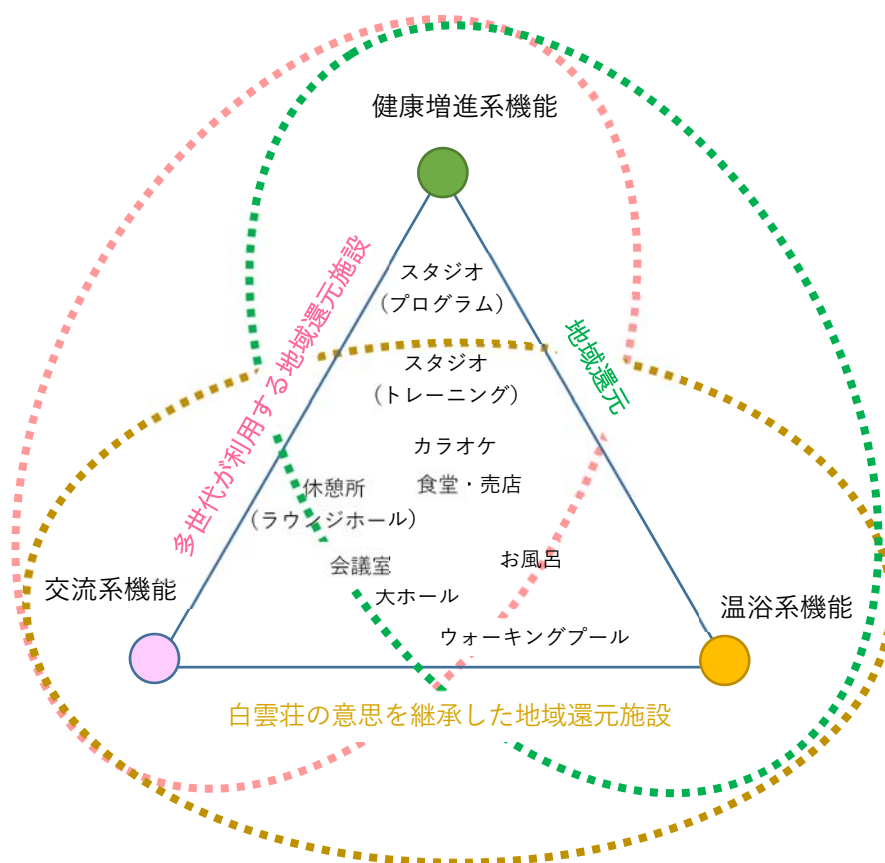 健康増進系機能
スタジオ
（プログラム）
多世代が利用する地域還元施設
地域還元
スタジオ
（トレーニング）
カラオケ
食堂・売店
休憩所
（ラウンジホール）
会議室
お風呂
大ホール
交流系機能
温浴系機能
ウォーキングプール
白雲荘の意思を継承した地域還元施設